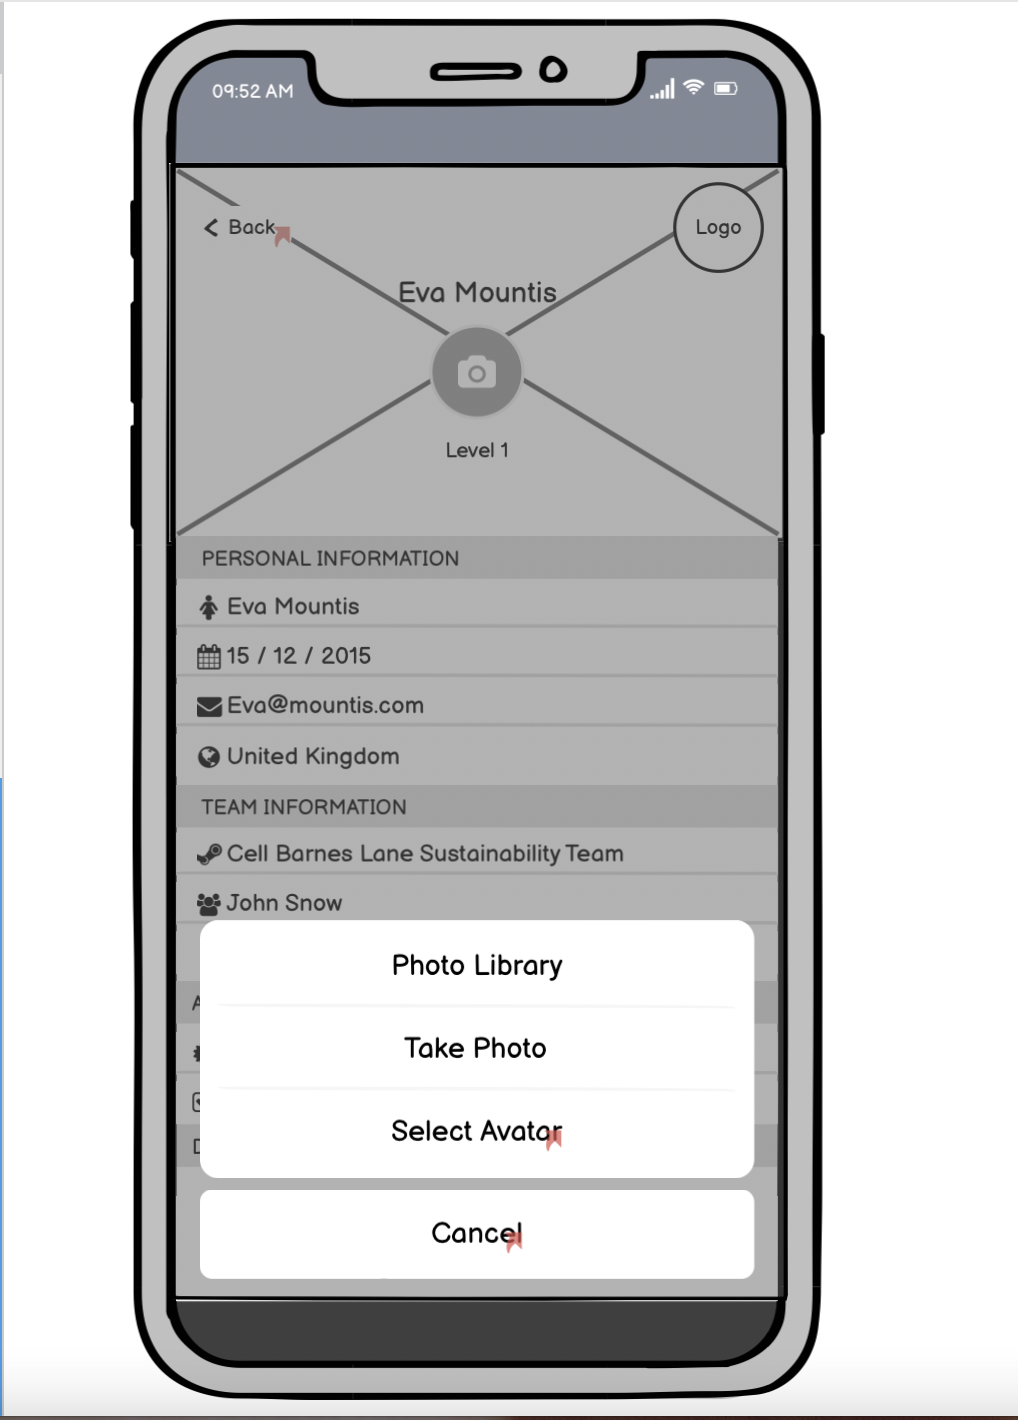 09:52 AM
Back
Logo
Eva Mountis
Level 1
PERSONAL INFORMATION
Eva Mountis
15 / 12 / 2015
Eva@mountis.com
United Kingdom
TEAM INFORMATION
Cell Barnes Lane Sustainability Team
John Snow
Photo Library
Take Photo
Select Avatar
Cancel